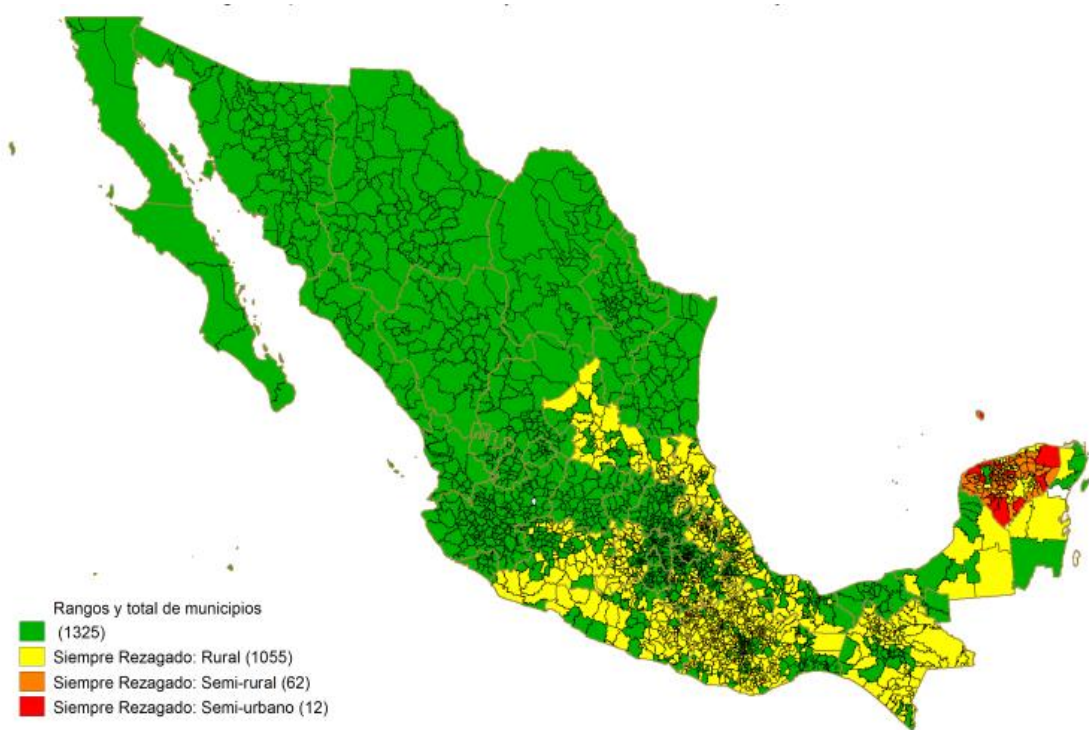 Rangos y total de municipios
(1325)
Siempre Rezagado: Rural (1055)
Siempre Rezagado: Semi-rural (62)
Siempre Rezagado: Semi-urbano (12)